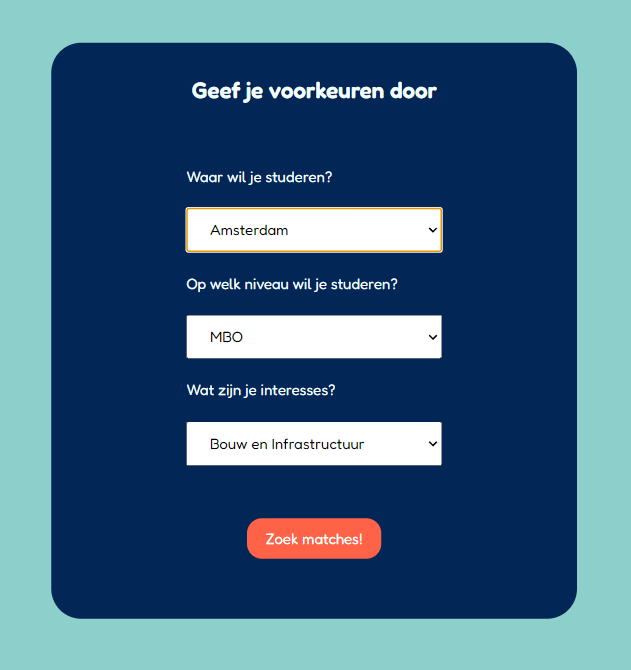 Geef je voorkeuren door
Waar wil je studeren?
Amsterdam
Op welk niveau wil je studeren?
MBO
Wat zijn je interesses?
Bouw en Infrastructuur
Zoek matches!